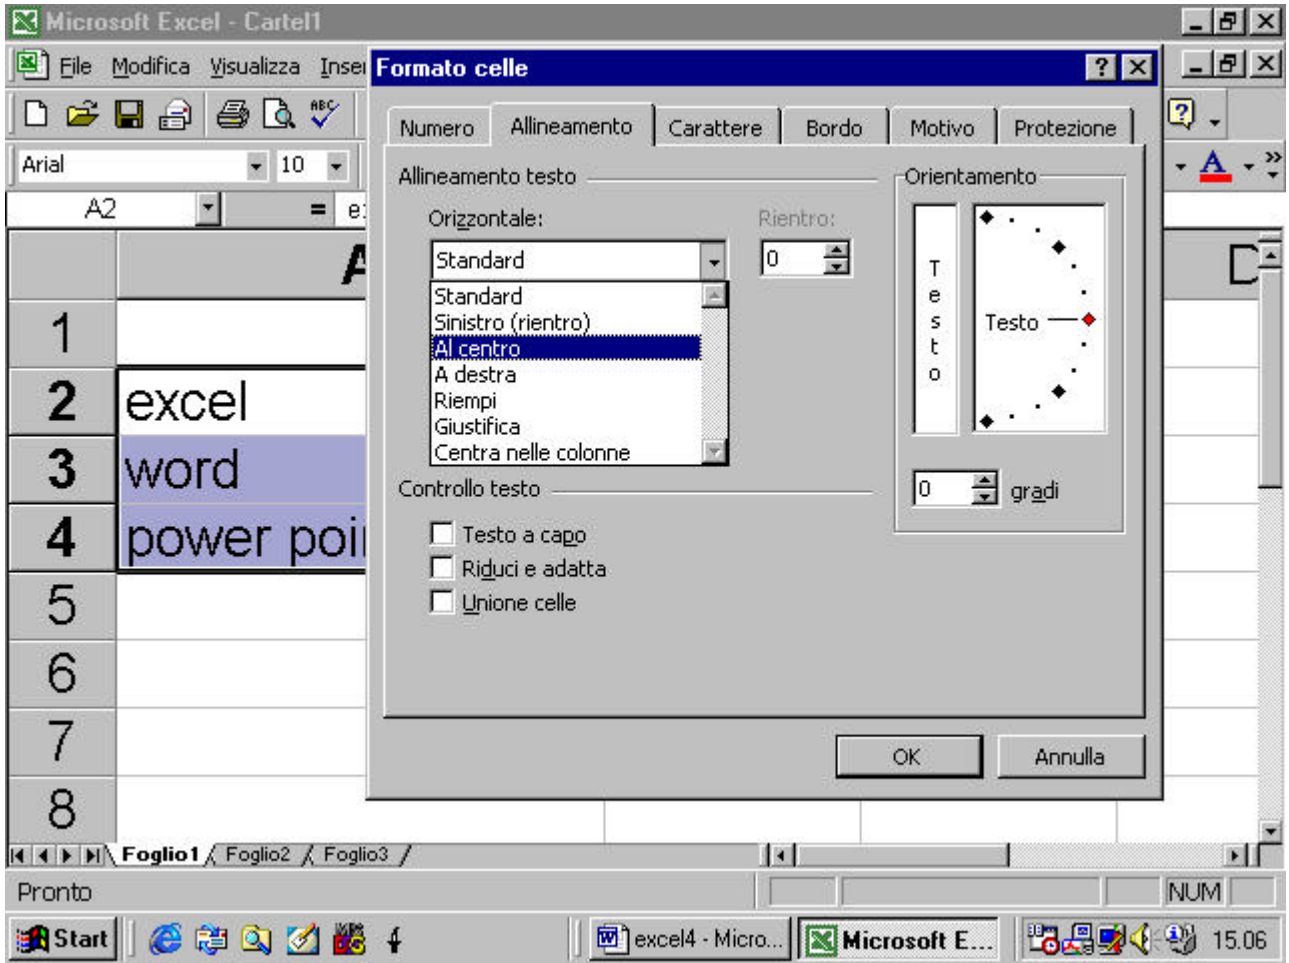 Microsoft Excel - Cartel1
File Modifica Visualizza Inser
Formato celle
ABC
Numero Allineamento Carattere Bordo Motivo Protezione
Arial 10 A
Allineamento testo
Orientamento
A2 =
Orizzontale: Rientro:
Standard 0
Standard
Sinistro (rientro)
Al centro
A destra
Riempi
Giustifica
Centra nelle colonne
Testo
Testo
0 gradi
Controllo testo
Testo a capo
Riduci e adatta
Unione celle
OK Annulla
A D
1
2 excel
3 word
4 power poi
5
6
7
8
Foglio1 Foglio2 Foglio3
Pronto NUM
Start excel4 - Micro... Microsoft E... 15.06